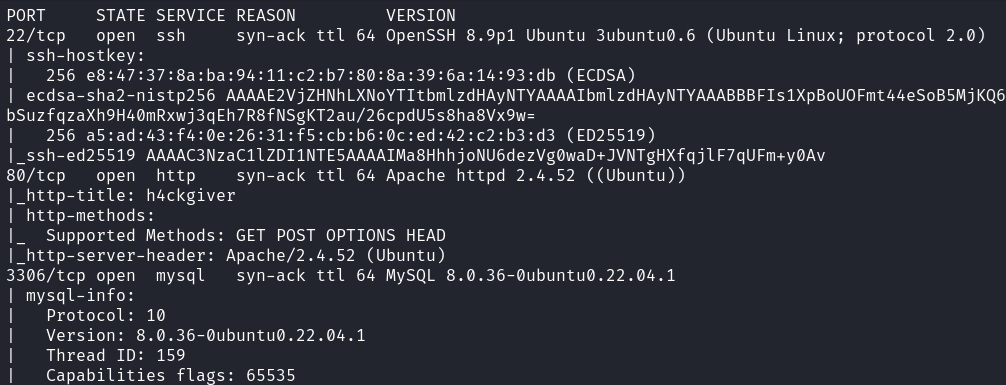 PORT     STATE SERVICE REASON         VERSION
22/tcp   open  ssh     syn-ack ttl 64 OpenSSH 8.9p1 Ubuntu 3ubuntu0.6 (Ubuntu Linux; protocol 2.0)
| ssh-hostkey:
|   256 e8:47:37:8a:ba:94:11:c2:b7:80:8a:39:6a:14:93:db (ECDSA)
| ecdsa-sha2-nistp256 AAAAE2VjZHNhLXNoYTItbmlzdHAyNTYAAAAIbmlzdHAyNTYAAABBBFIs1XpBoUOFmt44eSoB5MjKQ6
bSuzfqzaXh9H40mRxwj3qEh7R8fNSgKT2au/26cpdU5s8ha8Vx9w=
|   256 a5:ad:43:f4:0e:26:31:f5:cb:b6:0c:ed:42:c2:b3:d3 (ED25519)
|_ssh-ed25519 AAAAC3NzaC1lZDI1NTE5AAAAIMa8HhhjoNU6dezVg0waD+JVNTgHXfqjlF7qUFm+y0Av
80/tcp   open  http    syn-ack ttl 64 Apache httpd 2.4.52 ((Ubuntu))
|_http-title: h4ckgiver
| http-methods:
|_  Supported Methods: GET POST OPTIONS HEAD
|_http-server-header: Apache/2.4.52 (Ubuntu)
3306/tcp open  mysql   syn-ack ttl 64 MySQL 8.0.36-0ubuntu0.22.04.1
| mysql-info:
|   Protocol: 10
|   Version: 8.0.36-0ubuntu0.22.04.1
|   Thread ID: 159
|   Capabilities flags: 65535